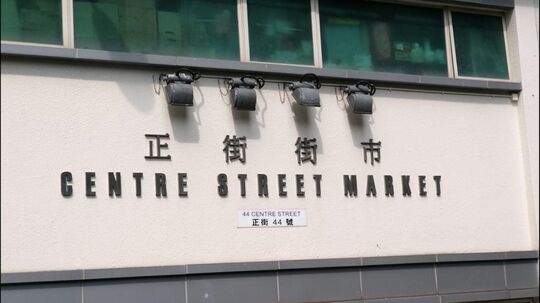 正街街市
CENTRE STREET MARKET
44 CENTRE STREET
正街 44 號